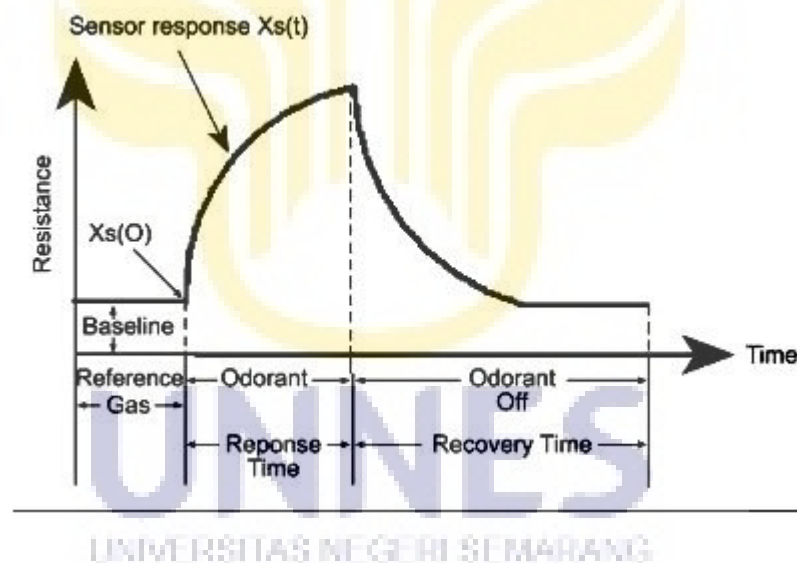 Sensor response Xs(t)
Resistance
Xs(O)
Baseline
Time
Reference
Gas
Odorant
Odorant
Off
Reponse
Time
Recovery Time
UNNES
UNIVERSITAS NEGERI SEMARANG